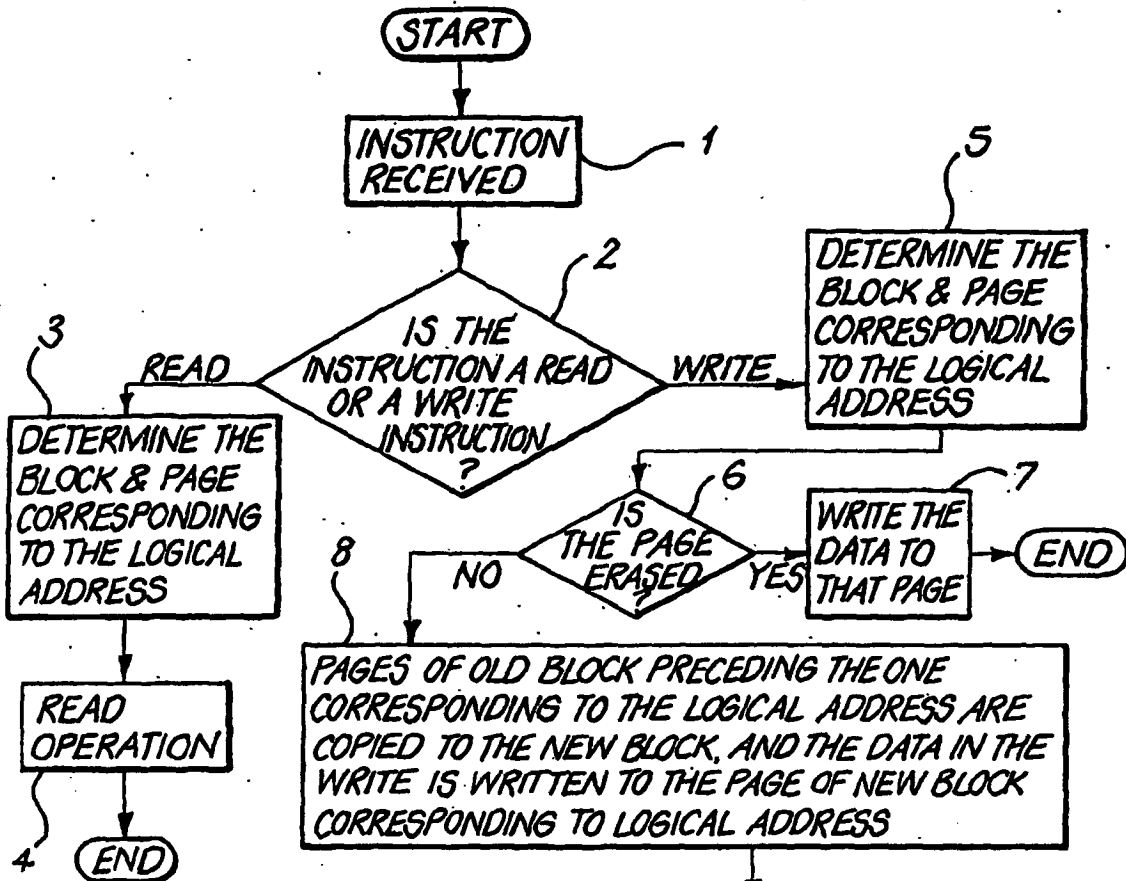 START
INSTRUCTION
RECEIVED
1
2
IS THE
INSTRUCTION A READ
OR A WRITE
INSTRUCTION
?
READ
WRITE
3
DETERMINE THE
BLOCK & PAGE
CORRESPONDING
TO THE LOGICAL
ADDRESS
READ
OPERATION
4
END
5
DETERMINE THE
BLOCK & PAGE
CORRESPONDING
TO THE LOGICAL
ADDRESS
6
IS
THE PAGE
ERASED
?
NO
YES
7
WRITE THE
DATA TO
THAT PAGE
END
8
PAGES OF OLD BLOCK PRECEDING THE ONE
CORRESPONDING TO THE LOGICAL ADDRESS ARE
COPIED TO THE NEW BLOCK, AND THE DATA IN THE
WRITE IS WRITTEN TO THE PAGE OF NEW BLOCK
CORRESPONDING TO LOGICAL ADDRESS